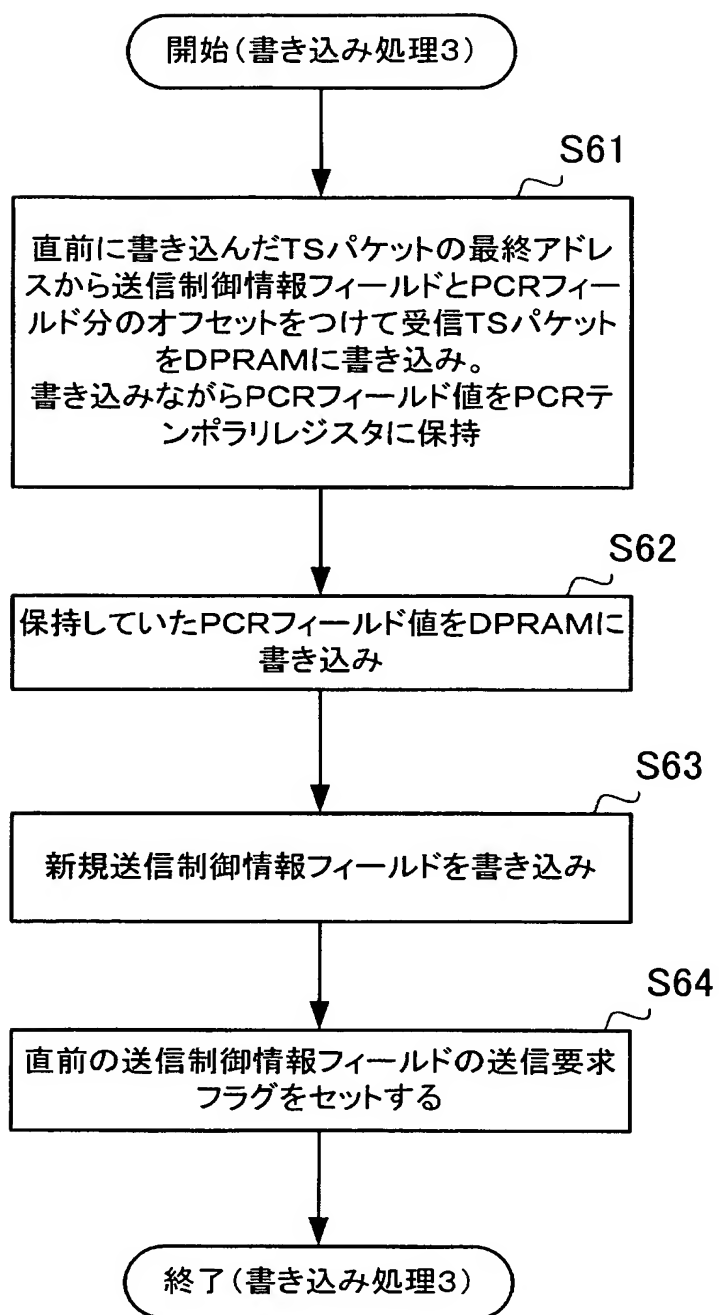 開始(書き込み処理3)
S61
直前に書き込んだTSパケットの最終アドレ
スから送信制御情報フィールドとPCRフィー
ルド分のオフセットをつけて受信TSパケット
をDPRAMに書き込み。
書き込みながらPCRフィールド値をPCRテ
ンポラリレジスタに保持
S62
保持していたPCRフィールド値をDPRAMに
書き込み
S63
新規送信制御情報フィールドを書き込み
S64
直前の送信制御情報フィールドの送信要求
フラグをセットする
終了(書き込み処理3)